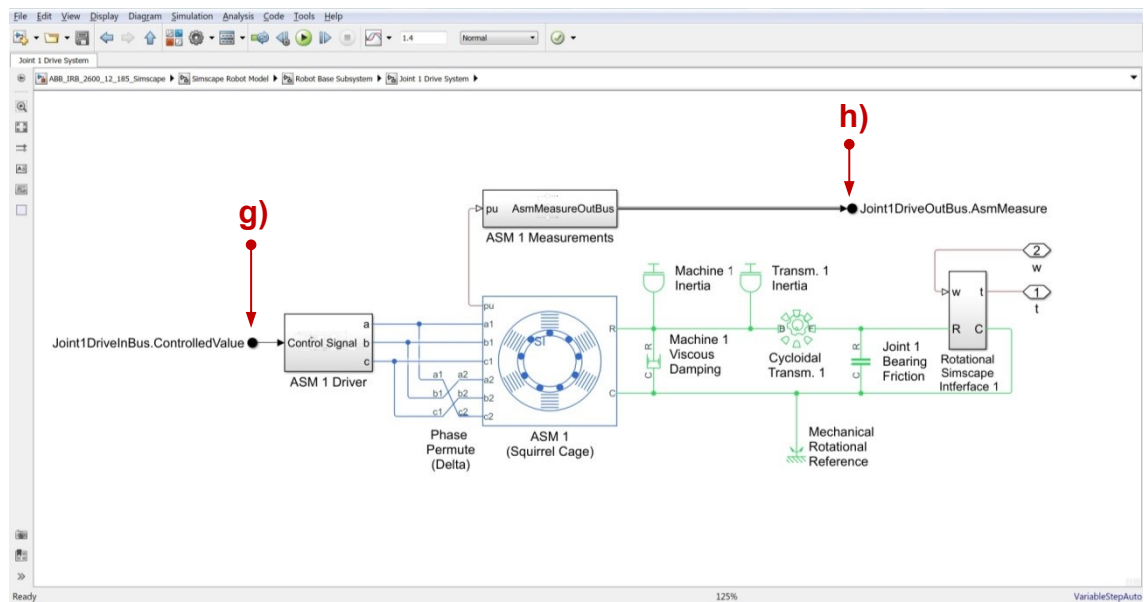 File Edit View Display Diagram Simulation Analysis Code Tools Help
1.4 Normal
Joint 1 Drive System
ABB_IRB_2600_12_185_Simscape Simscape Robot Model Robot Base Subsystem Joint 1 Drive System
h)
g)
pu AsmMeasureOutBus
Joint1DriveOutBus.AsmMeasure
ASM 1 Measurements
Machine 1
Inertia
Transm. 1
Inertia
2
w
1
t
w t
R C
Rotational
Simscape
Intferface 1
Joint1DriveInBus.ControlledValue
Control Signal
a
b
c
ASM 1 Driver
pu
a1
b1
c1
a2
b2
c2
SI
R
C
a1 a2
b1 b2
c1 c2
Phase
Permute
(Delta)
ASM 1
(Squirrel Cage)
R
C
Machine 1
Viscous
Damping
B F
Cycloidal
Transm. 1
R
C
Joint 1
Bearing
Friction
Mechanical
Rotational
Reference
Ready 125% VariableStepAuto